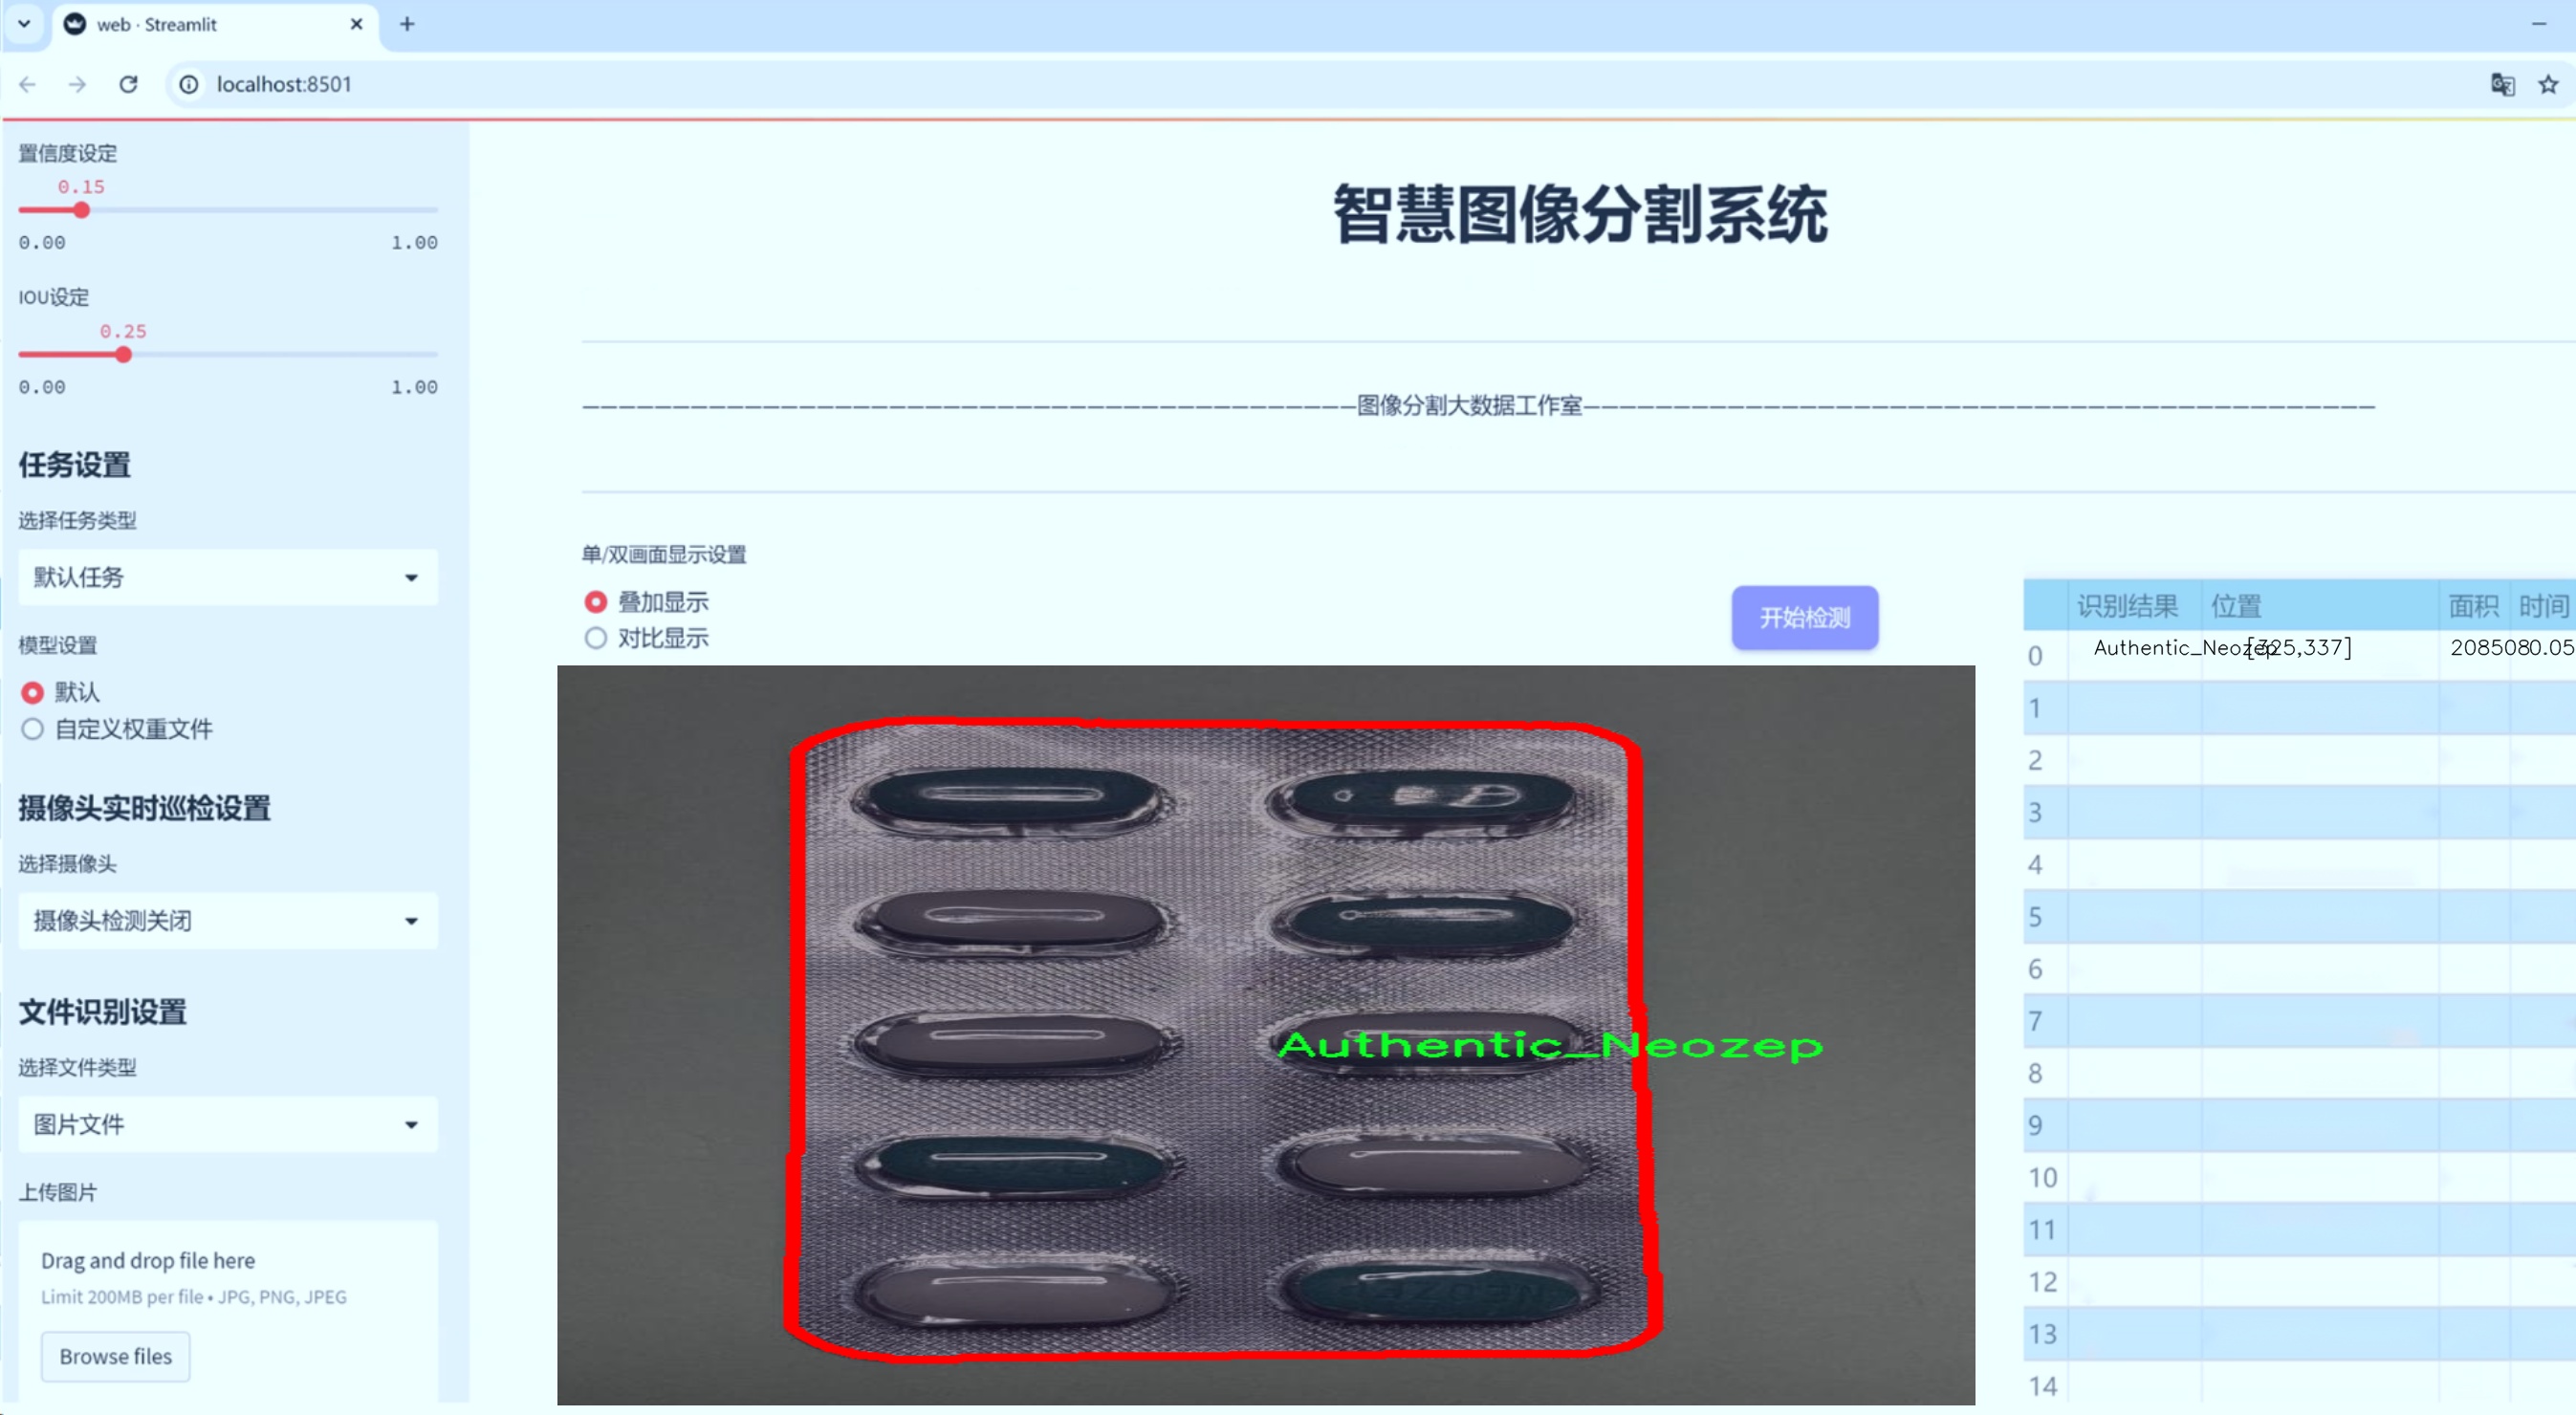 web · Streamlit
localhost:8501
置信度设定
0.15
0.00 1.00
IOU设定
0.25
0.00 1.00
任务设置
选择任务类型
默认任务
模型设置
默认
自定义权重文件
摄像头实时巡检设置
选择摄像头
摄像头检测关闭
文件识别设置
选择文件类型
图片文件
上传图片
Drag and drop file here
Limit 200MB per file • JPG, PNG, JPEG
Browse files
智慧图像分割系统
图像分割大数据工作室
单/双画面显示设置
叠加显示
对比显示
开始检测
Authentic_Neozep
识别结果 位置 面积 时间
0 Authentic_Neozep [325,337] 208508 0.05
1
2
3
4
5
6
7
8
9
10
11
12
13
14